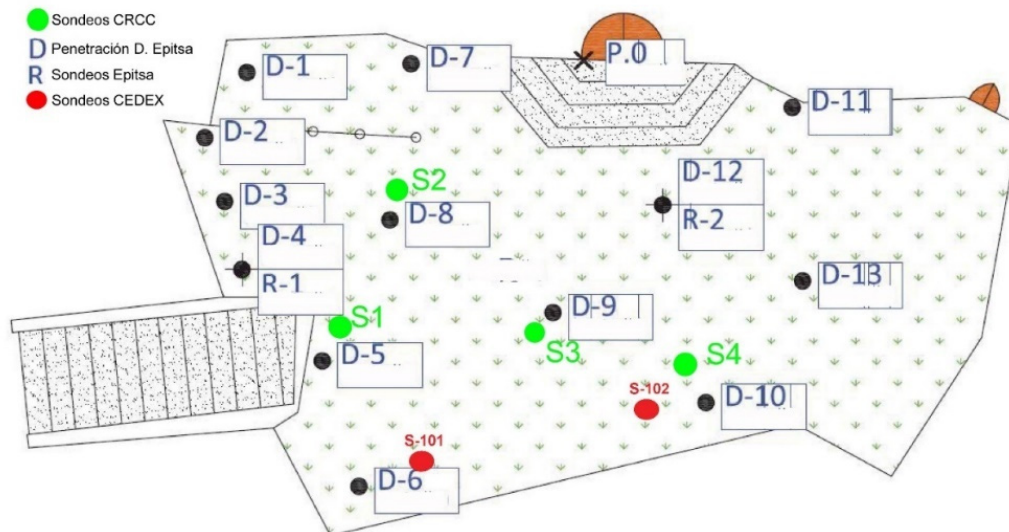 Sondeos CRCC
D Penetración D. Epitsa
R Sondeos Epitsa
Sondeos CEDEX
D-1
D-7
P.0
D-11
D-2
D-12
S2
D-3
D-8
R-2
D-4
D-13
R-1
D-9
S1
S3
S4
D-5
S-102
D-10
S-101
D-6